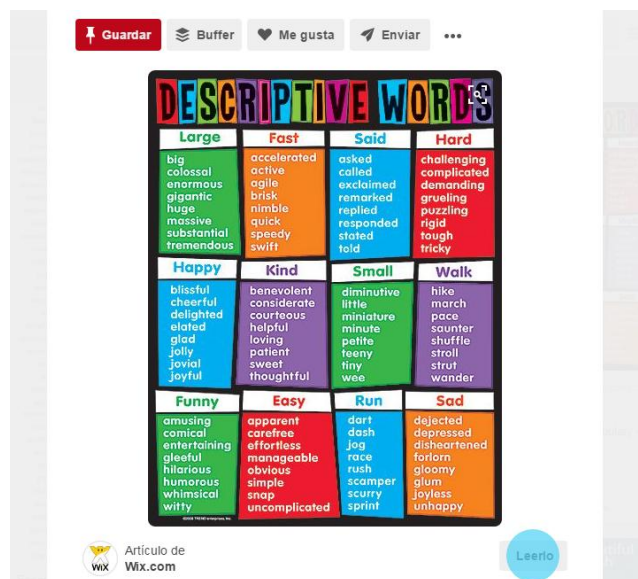 Guardar Buffer Me gusta Enviar
DESCRIPTIVE WORDS
Large
big
colossal
enormous
gigantic
huge
massive
substantial
tremendous
Fast
accelerated
active
agile
brisk
nimble
quick
speedy
swift
Said
asked
called
exclaimed
remarked
replied
responded
stated
told
Hard
challenging
complicated
demanding
grueling
puzzling
rigid
tough
tricky
Happy
blissful
cheerful
delighted
elated
glad
jolly
jovial
joyful
Kind
benevolent
considerate
courteous
helpful
loving
patient
sweet
thoughtful
Small
diminutive
little
miniature
minute
petite
teeny
tiny
wee
Walk
hike
march
pace
saunter
shuffle
stroll
strut
wander
Funny
amusing
comical
entertaining
gleeful
hilarious
humorous
whimsical
witty
Easy
apparent
carefree
effortless
manageable
obvious
simple
snap
uncomplicated
Run
dart
dash
jog
race
rush
scamper
scurry
sprint
Sad
dejected
depressed
disheartened
forlorn
gloomy
glum
joyless
unhappy
WiX
Artículo de
Wix.com
Leerlo